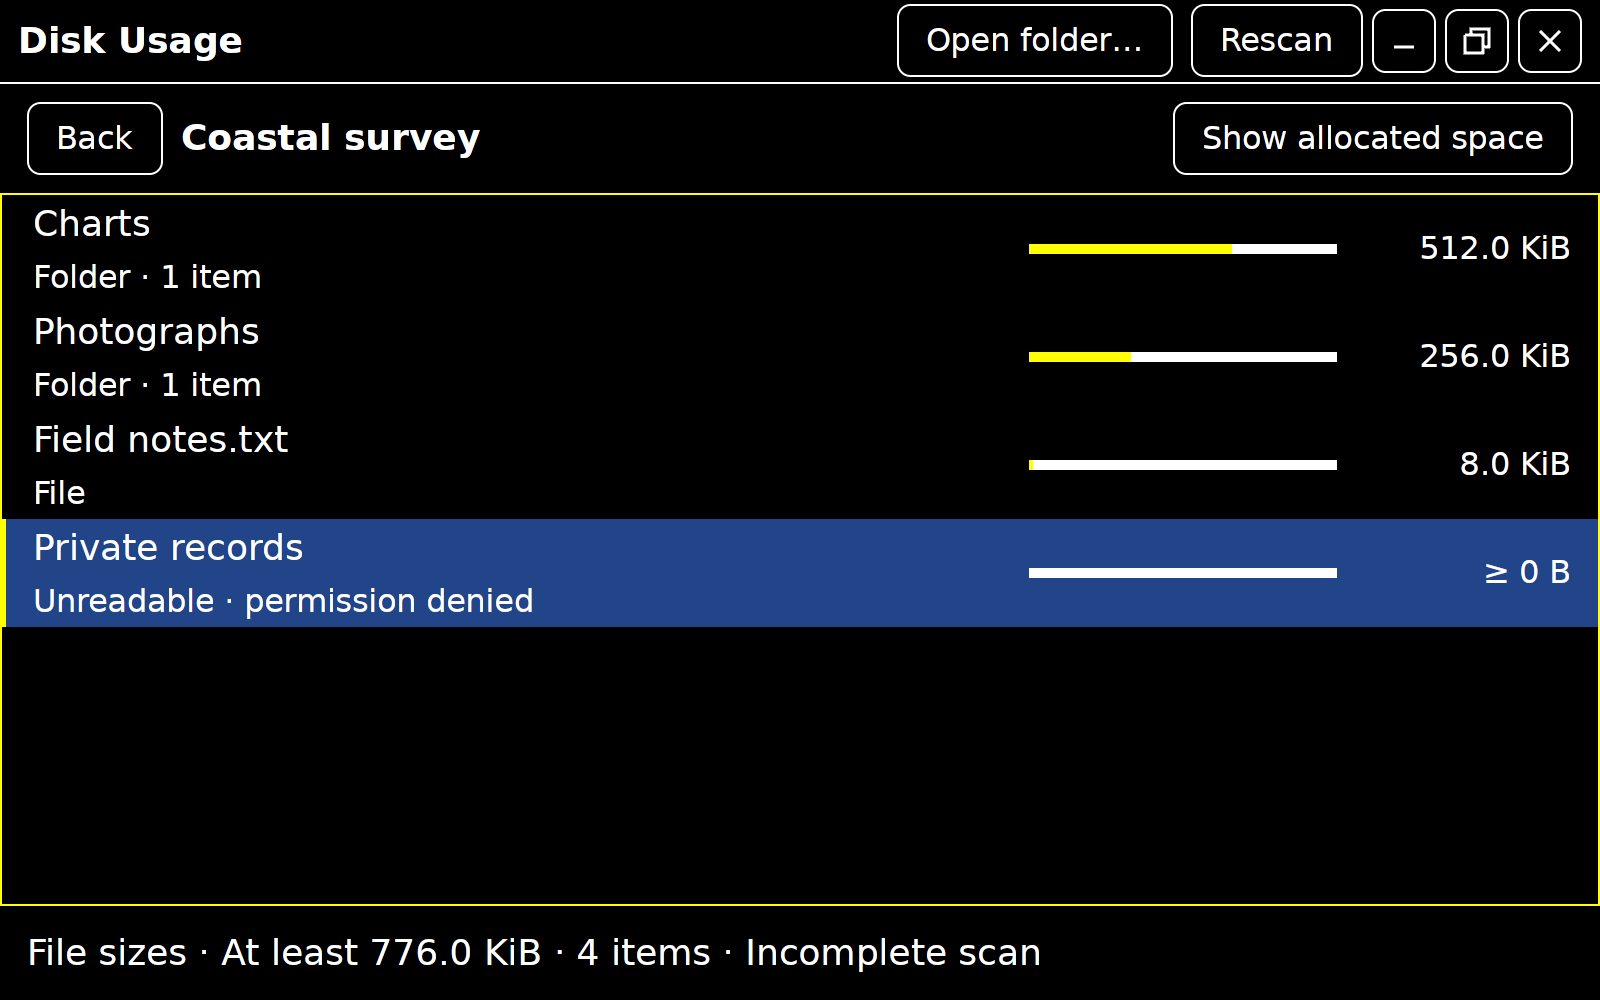 Disk Usage
Open folder…
Rescan
Back
Coastal survey
Show allocated space
Charts
Folder · 1 item
512.0 KiB
Photographs
Folder · 1 item
256.0 KiB
Field notes.txt
File
8.0 KiB
Private records
Unreadable · permission denied
≥ 0 B
File sizes · At least 776.0 KiB · 4 items · Incomplete scan